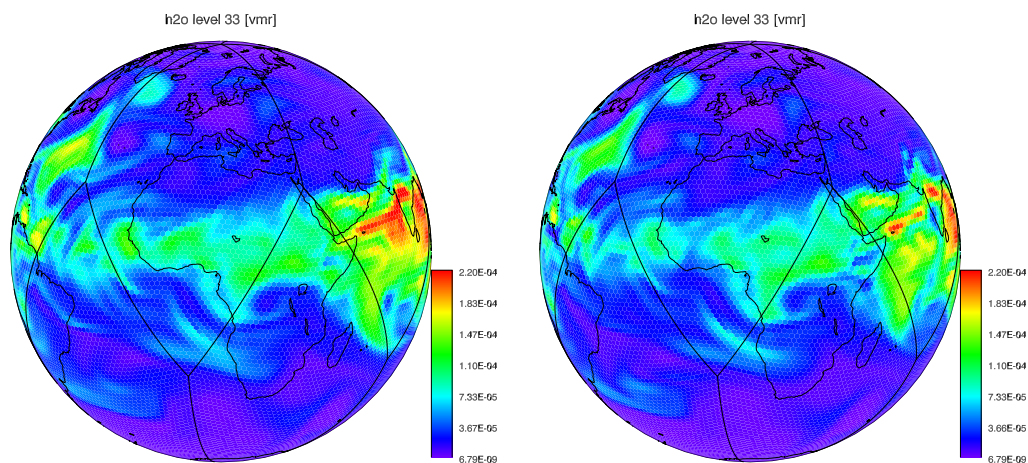 h2o level 33 [vmr]
2.20E-04
1.83E-04
1.47E-04
1.10E-04
7.33E-05
3.67E-05
6.79E-09
h2o level 33 [vmr]
2.20E-04
1.83E-04
1.47E-04
1.10E-04
7.33E-05
3.66E-05
6.79E-09